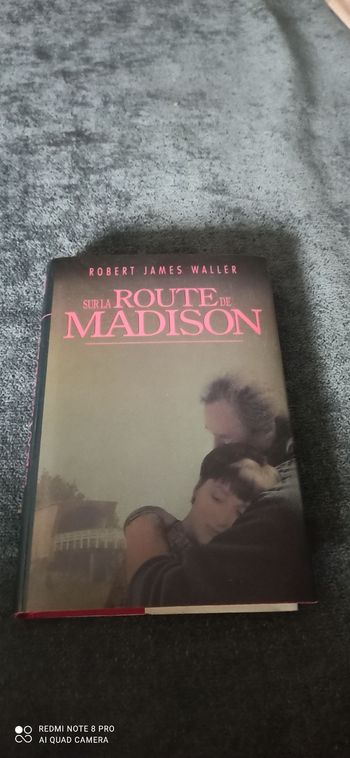 ROBERT JAMES WALLER
SUR LA ROUTE DE
MADISON
REDMI NOTE 8 PRO
AI QUAD CAMERA